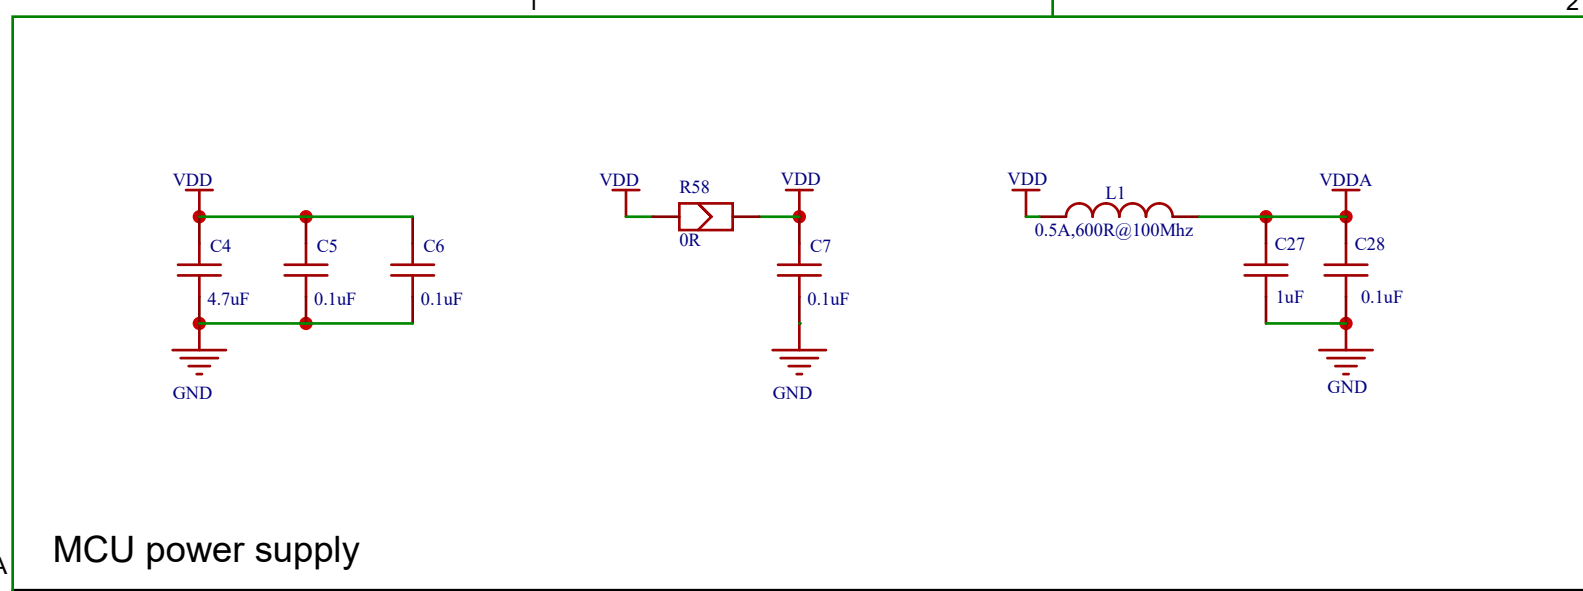 1
2
VDD
C4
4.7uF
C5
0.1uF
C6
0.1uF
GND
VDD
R58
0R
VDD
C7
0.1uF
GND
VDD
L1
0.5A,600R@100Mhz
VDDA
C27
1uF
C28
0.1uF
GND
MCU power supply
A